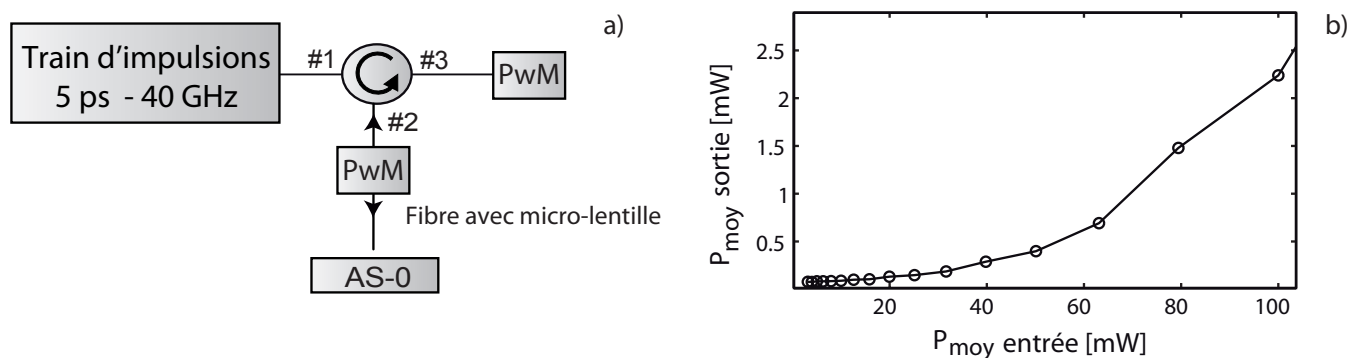 a)
Train d'impulsions
5 ps - 40 GHz
#1
#3
PwM
#2
PwM
Fibre avec micro-lentille
AS-0
b)
P_moy sortie [mW]
2.5
2
1.5
1
0.5
20 40 60 80 100
P_moy entrée [mW]